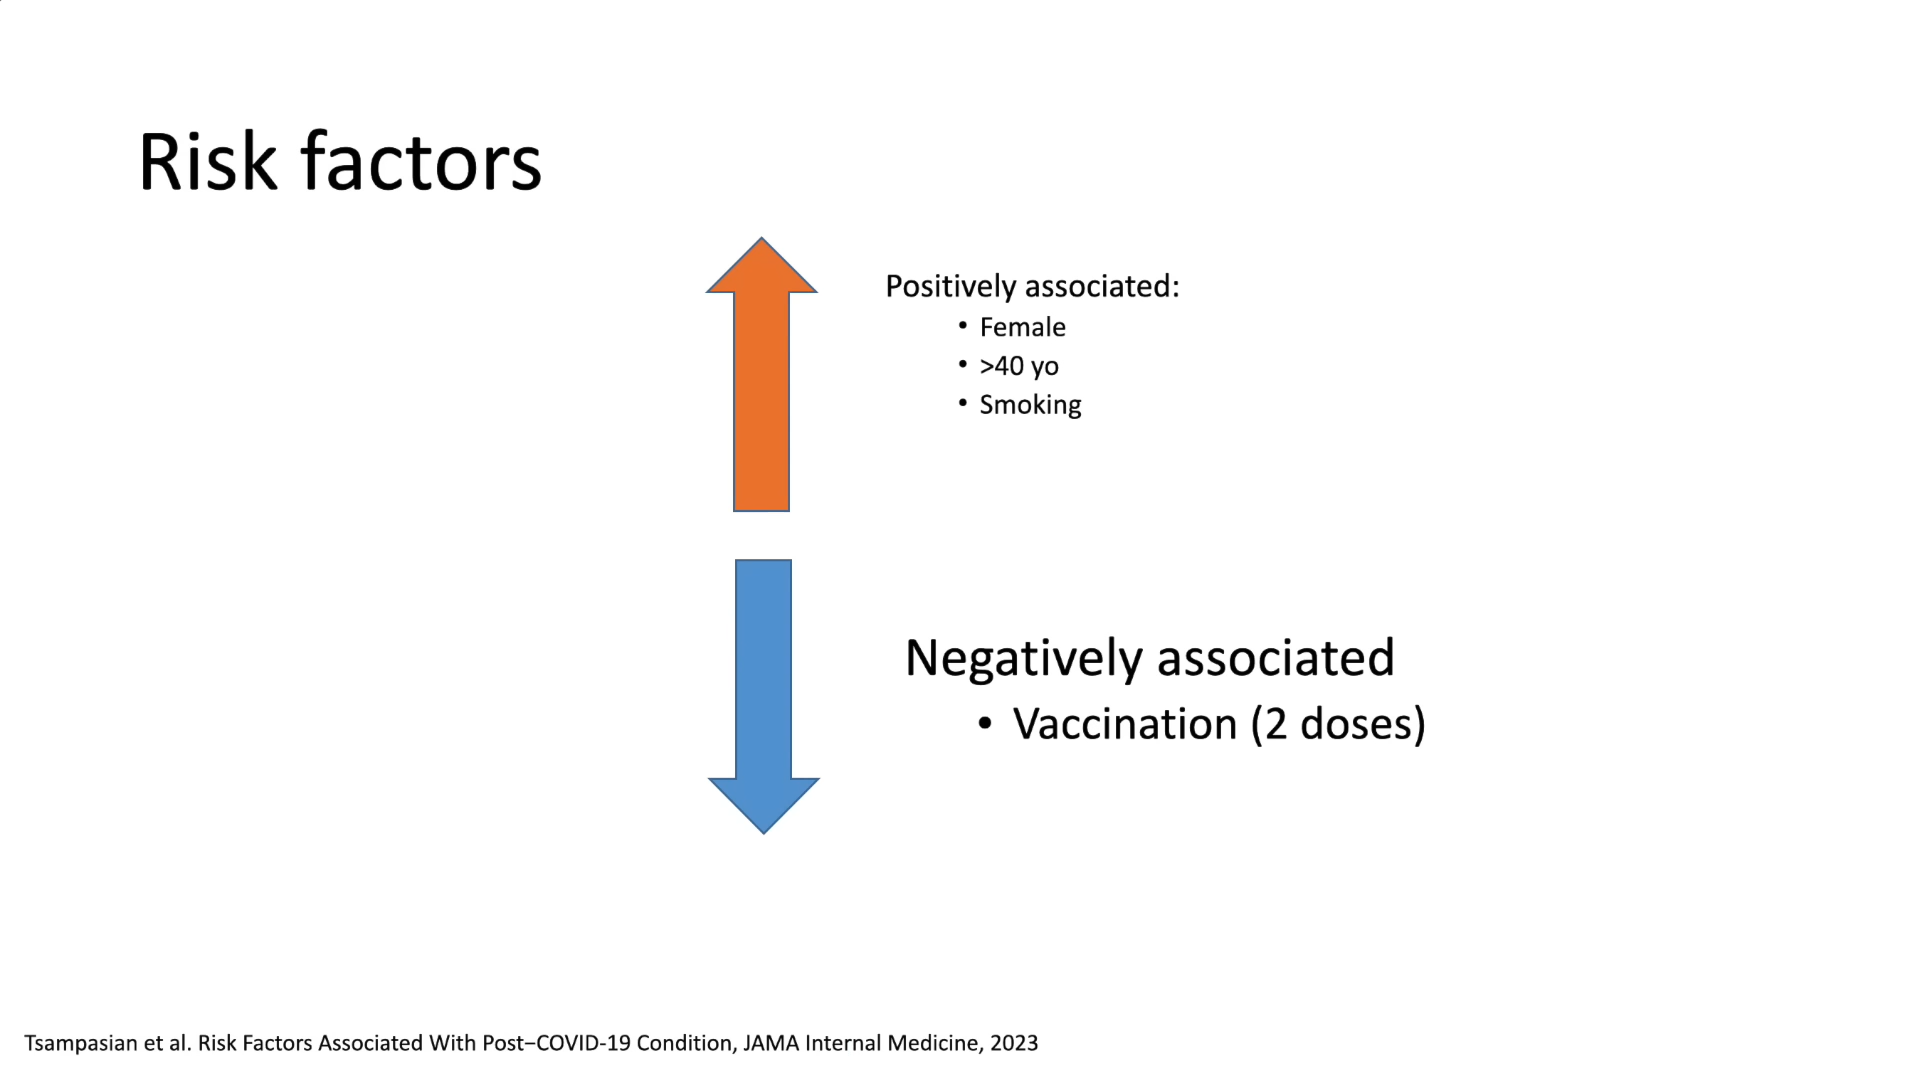 Risk factors
Positively associated:
• Female
• >40 yo
• Smoking
Negatively associated
• Vaccination (2 doses)
Tsampasian et al. Risk Factors Associated With Post−COVID-19 Condition, JAMA Internal Medicine, 2023